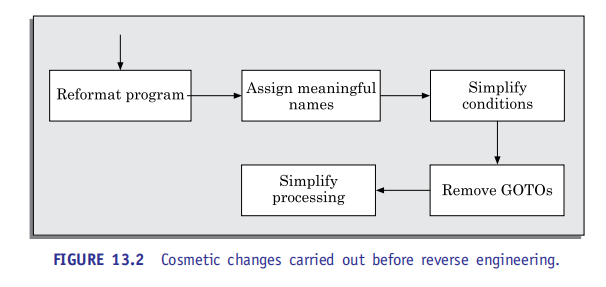 Reformat program
Assign meaningful
names
Simplify
conditions
Remove GOTOs
Simplify
processing
FIGURE 13.2 Cosmetic changes carried out before reverse engineering.